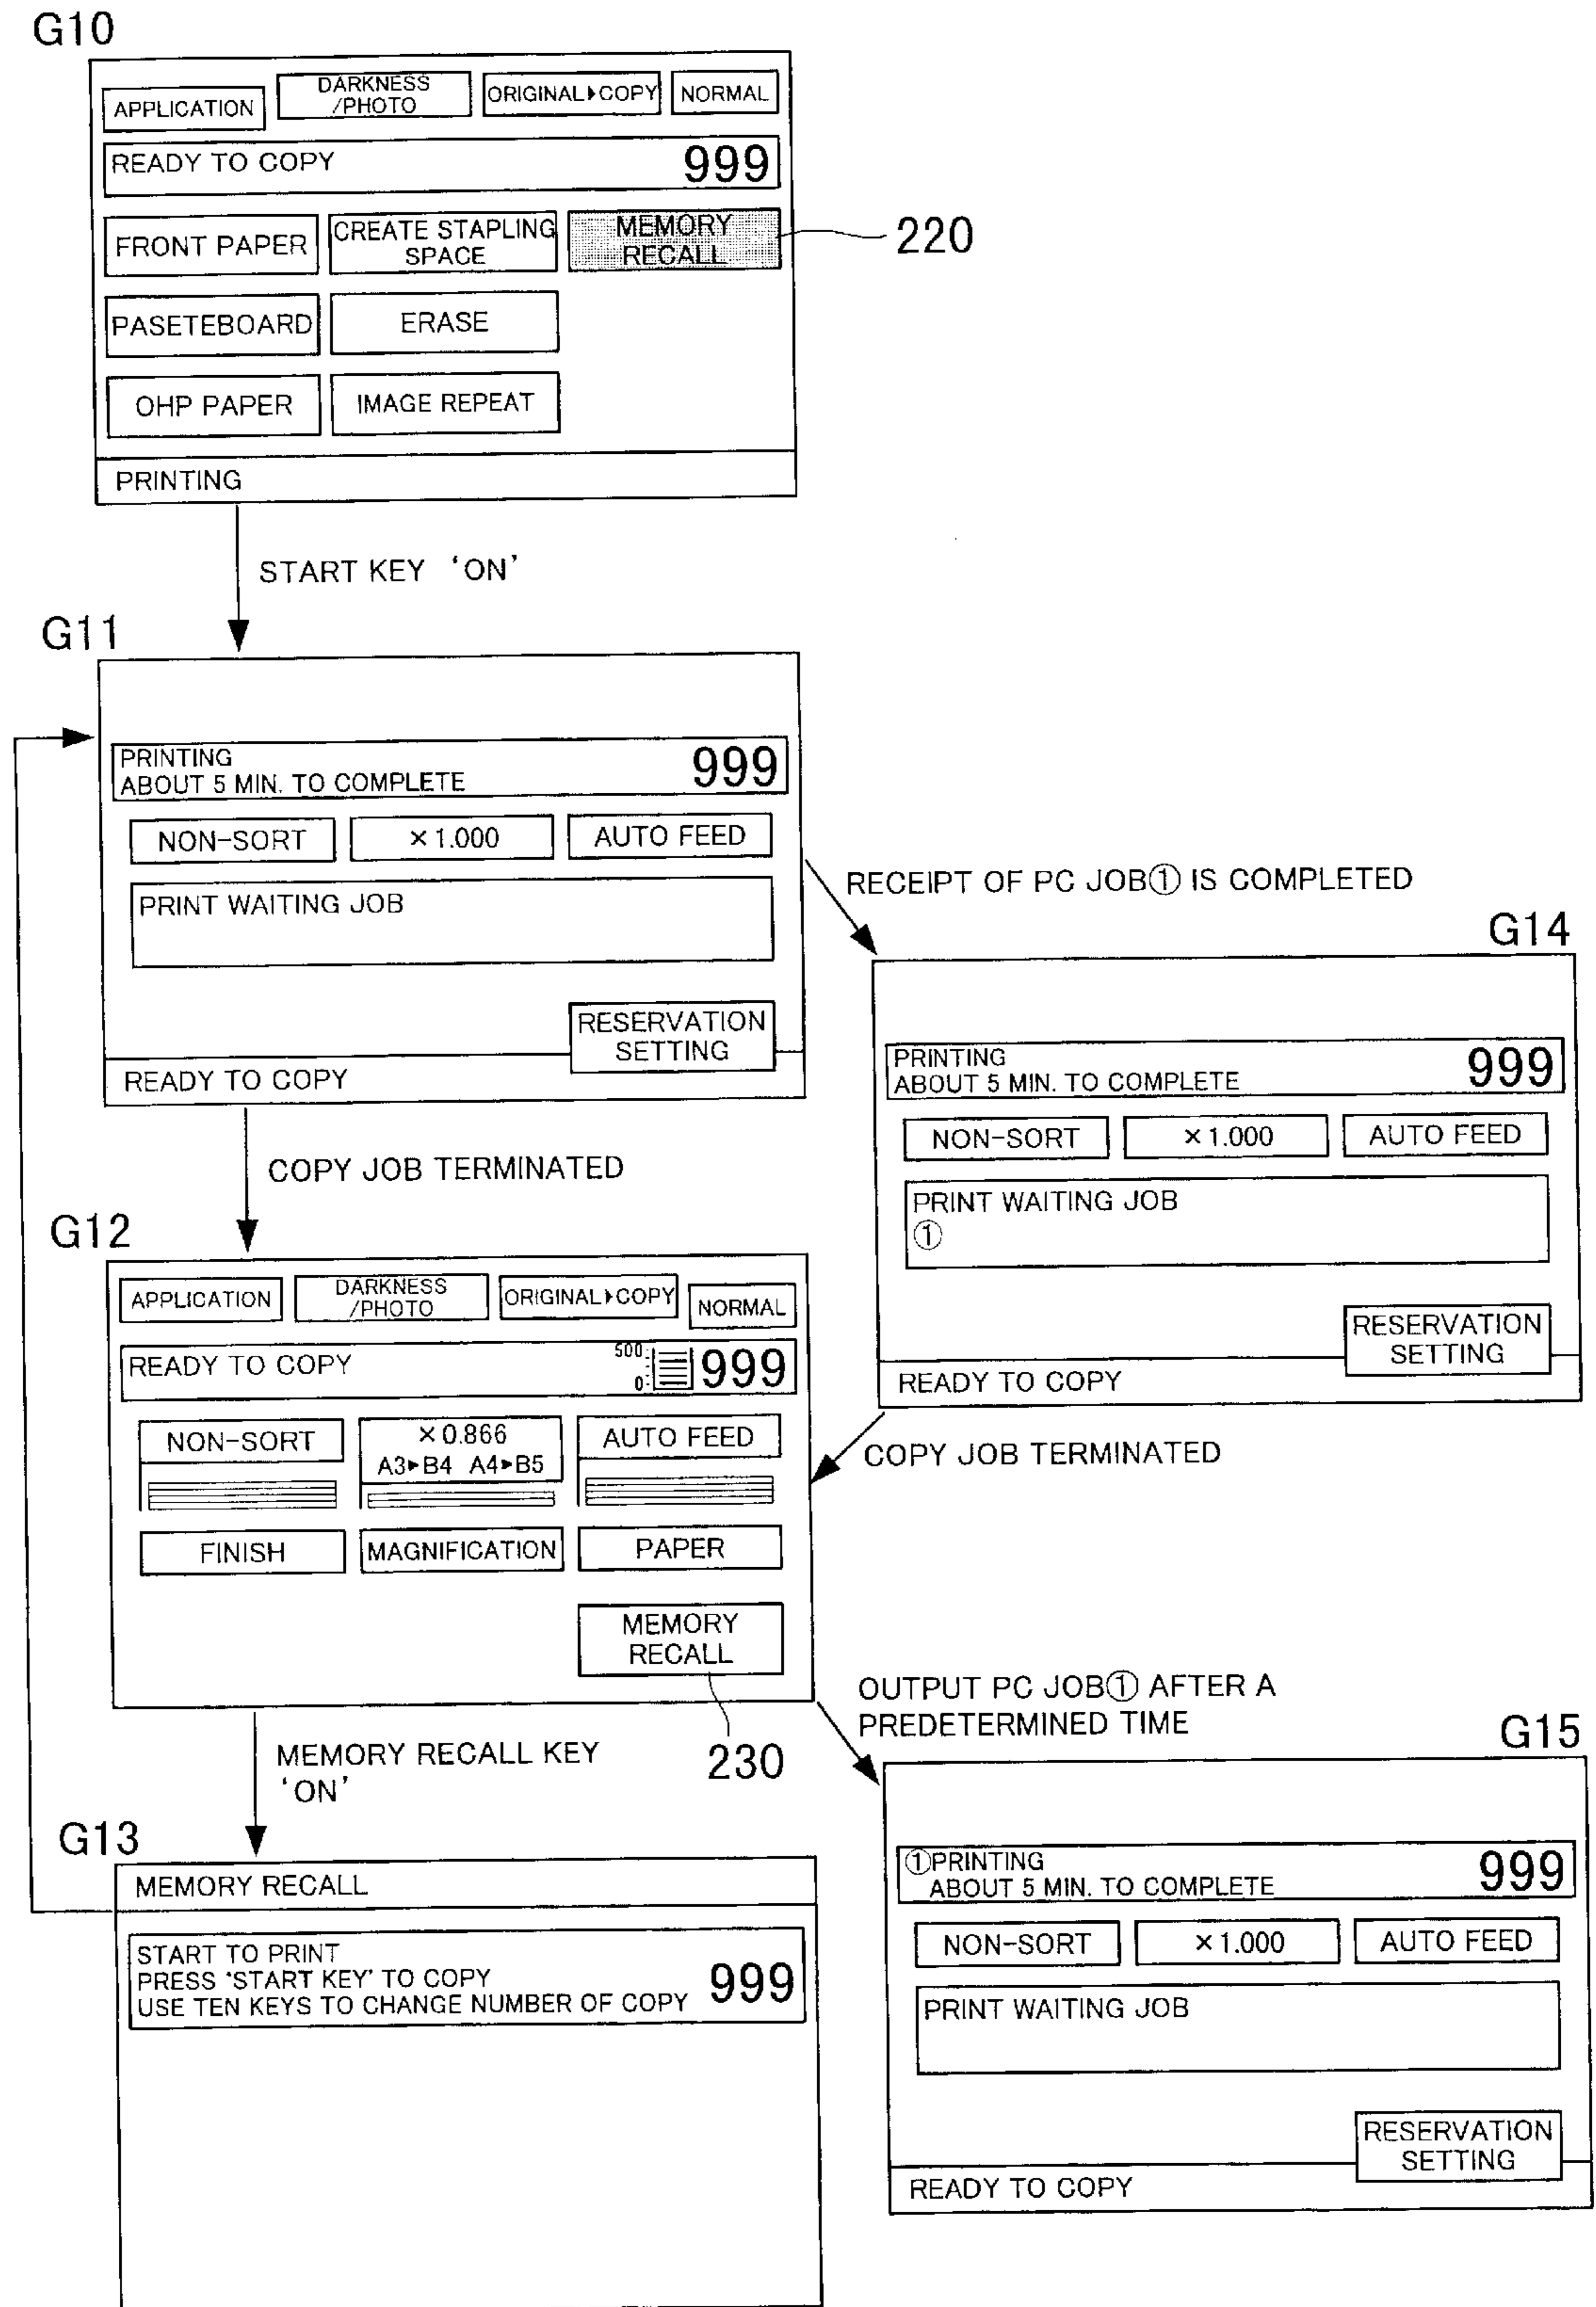 G10
APPLICATION
DARKNESS
/PHOTO
ORIGINAL▶COPY
NORMAL
READY TO COPY
999
FRONT PAPER
CREATE STAPLING
SPACE
MEMORY
RECALL
220
PASETEBOARD
ERASE
OHP PAPER
IMAGE REPEAT
PRINTING
START KEY ‘ON’
G11
PRINTING
ABOUT 5 MIN. TO COMPLETE
999
NON-SORT
×1.000
AUTO FEED
PRINT WAITING JOB
RESERVATION
SETTING
READY TO COPY
RECEIPT OF PC JOB① IS COMPLETED
G14
PRINTING
ABOUT 5 MIN. TO COMPLETE
999
NON-SORT
×1.000
AUTO FEED
PRINT WAITING JOB
①
RESERVATION
SETTING
READY TO COPY
COPY JOB TERMINATED
COPY JOB TERMINATED
G12
APPLICATION
DARKNESS
/PHOTO
ORIGINAL▶COPY
NORMAL
READY TO COPY
500
0
999
NON-SORT
×0.866
A3▶B4 A4▶B5
AUTO FEED
FINISH
MAGNIFICATION
PAPER
MEMORY
RECALL
230
MEMORY RECALL KEY
‘ON’
OUTPUT PC JOB① AFTER A
PREDETERMINED TIME
G15
①PRINTING
ABOUT 5 MIN. TO COMPLETE
999
NON-SORT
×1.000
AUTO FEED
PRINT WAITING JOB
RESERVATION
SETTING
READY TO COPY
G13
MEMORY RECALL
START TO PRINT
PRESS ‘START KEY’ TO COPY
USE TEN KEYS TO CHANGE NUMBER OF COPY
999